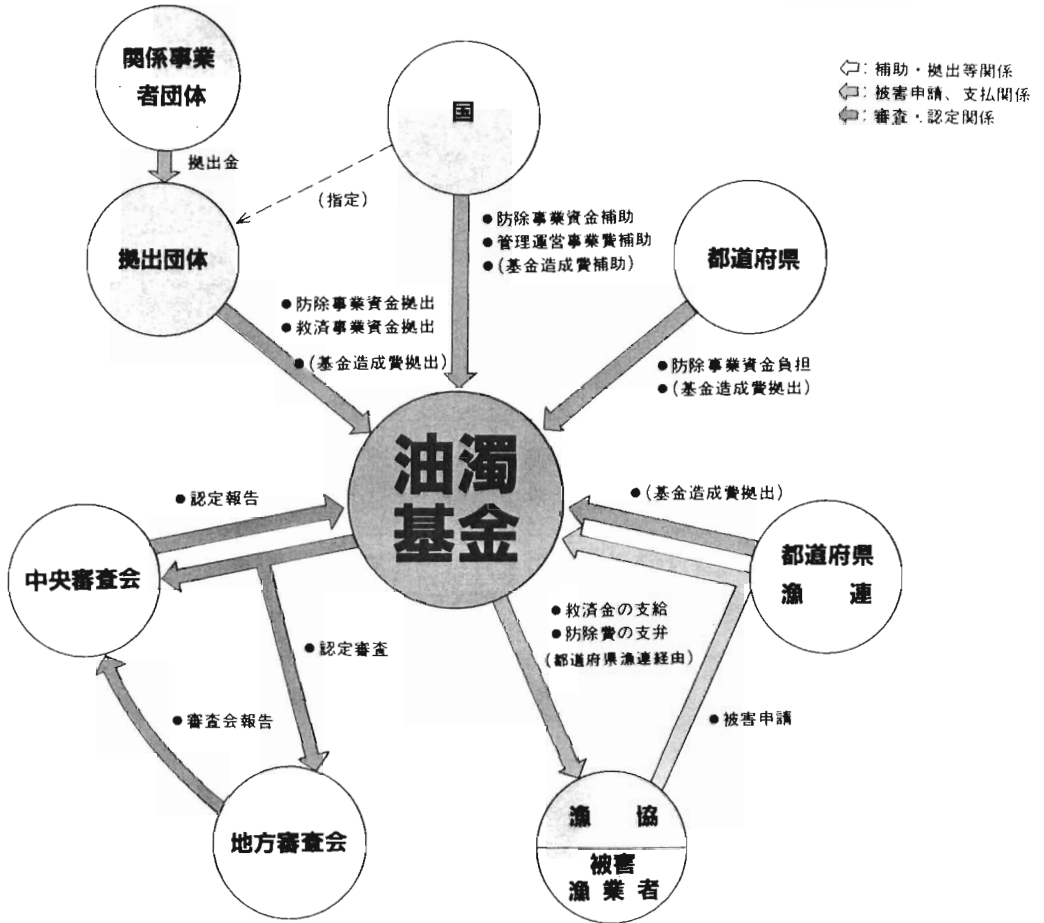 関係事業
者団体
国
⇦: 補助・拠出等関係
⇦: 被害申請、支払関係
⇦: 審査・認定関係
拠出金
(指定)
拠出団体
●防除事業資金補助
●管理運営事業費補助
●(基金造成費補助)
都道府県
●防除事業資金拠出
●救済事業資金拠出
●(基金造成費拠出)
●防除事業資金負担
●(基金造成費拠出)
油濁
基金
●認定報告
●(基金造成費拠出)
中央審査会
都道府県
漁 連
●救済金の支給
●防除費の支弁
(都道府県漁連経由)
●認定審査
●審査会報告
●被害申請
地方審査会
漁 協
被害
漁業者